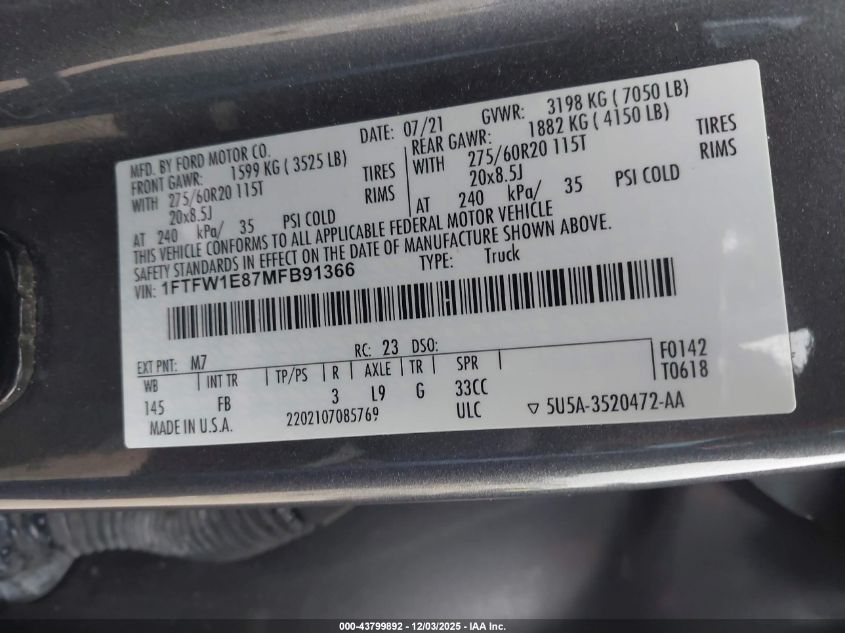 MFD. BY FORD MOTOR CO.
DATE: 07/21 GVWR: 3198 KG ( 7050 LB)
FRONT GAWR: 1599 KG ( 3525 LB)
WITH 275/60R20 115T TIRES
20x8.5J RIMS
AT 240 kPa/ 35 PSI COLD
REAR GAWR: 1882 KG ( 4150 LB)
WITH 275/60R20 115T TIRES
20x8.5J RIMS
AT 240 kPa/ 35 PSI COLD
THIS VEHICLE CONFORMS TO ALL APPLICABLE FEDERAL MOTOR VEHICLE
SAFETY STANDARDS IN EFFECT ON THE DATE OF MANUFACTURE SHOWN ABOVE.
VIN: 1FTFW1E87MFB91366 TYPE: Truck
EXT PNT: M7 RC: 23 DSO:
WB INT TR TP/PS R AXLE TR SPR F0142
145 FB 3 L9 G 33CC T0618
MADE IN U.S.A. 2202107085769 ULC ▽ 5U5A-3520472-AA
000-43799892 • 12/03/2025 • IAA Inc.